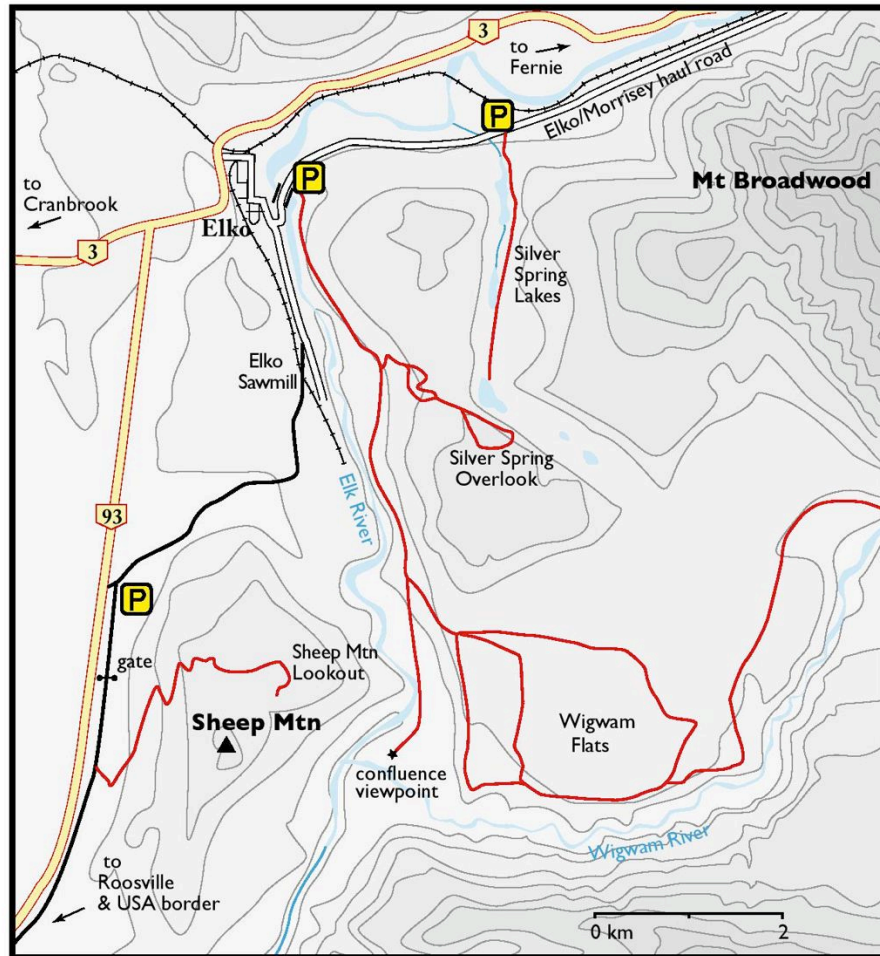 3
to
Fernie
P
Elko/Morrisey haul road
P
to
Cranbrook
Mt Broadwood
Elko
3
Silver
Spring
Lakes
Elko
Sawmill
Silver Spring
Overlook
Elk River
93
P
gate
Sheep Mtn
Lookout
Sheep Mtn
Wigwam
Flats
confluence
viewpoint
Wigwam River
to
Roosville
& USA border
0 km 2